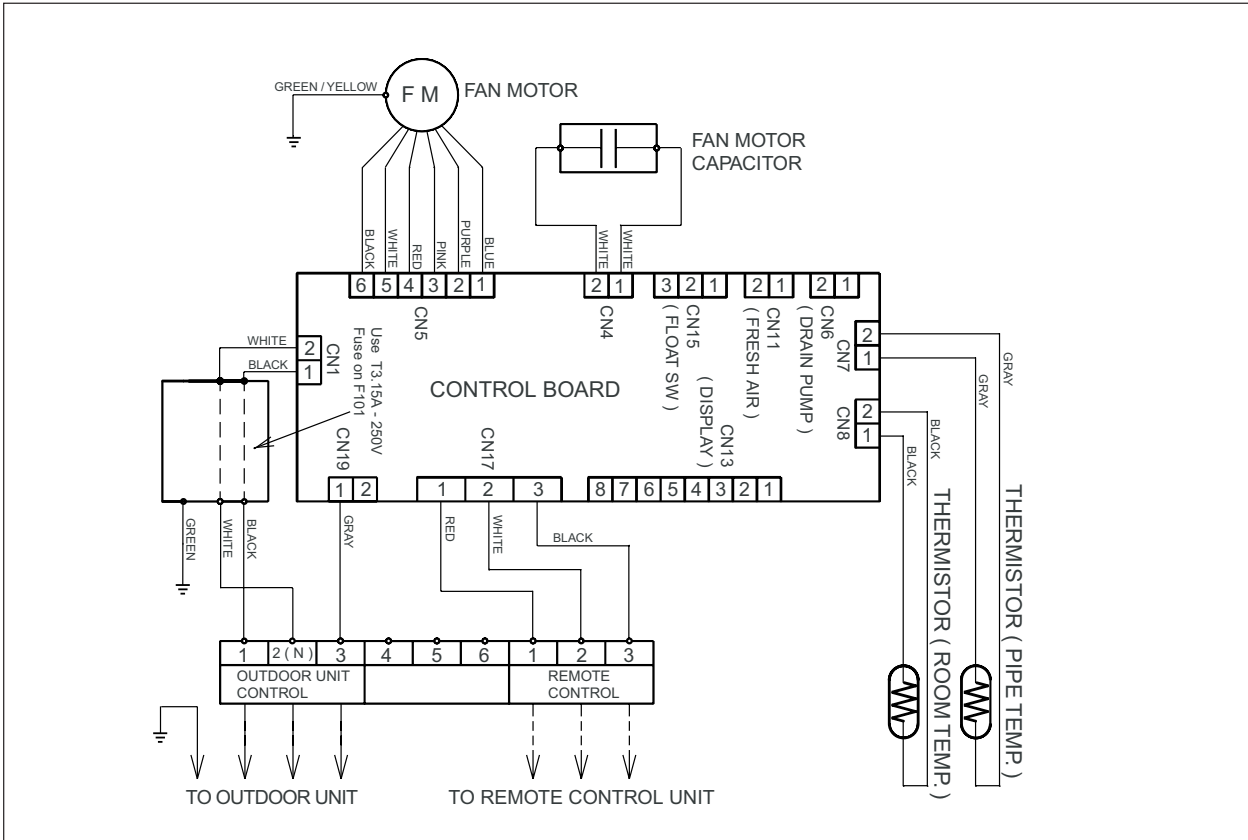 GREEN / YELLOW
F M
FAN MOTOR
FAN MOTOR
CAPACITOR
BLACK
WHITE
RED
PINK
PURPLE
BLUE
WHITE
WHITE
6 5 4 3 2 1
CN5
2 1
CN4
3 2 1
CN15
( FLOAT SW )
2 1
CN11
( FRESH AIR )
2 1
CN6
( DRAIN PUMP )
2
1
CN7
GRAY
GRAY
2
1
CN8
BLACK
BLACK
WHITE
BLACK
2
1
CN1
Use T3.15A - 250V
Fuse on F101
CONTROL BOARD
CN13
( DISPLAY )
8 7 6 5 4 3 2 1
CN19
1 2
CN17
1 2 3
GREEN
WHITE
BLACK
GRAY
RED
WHITE
BLACK
THERMISTOR ( ROOM TEMP. )
THERMISTOR ( PIPE TEMP. )
1 2 ( N ) 3 4 5 6 1 2 3
OUTDOOR UNIT
CONTROL
REMOTE
CONTROL
TO OUTDOOR UNIT
TO REMOTE CONTROL UNIT